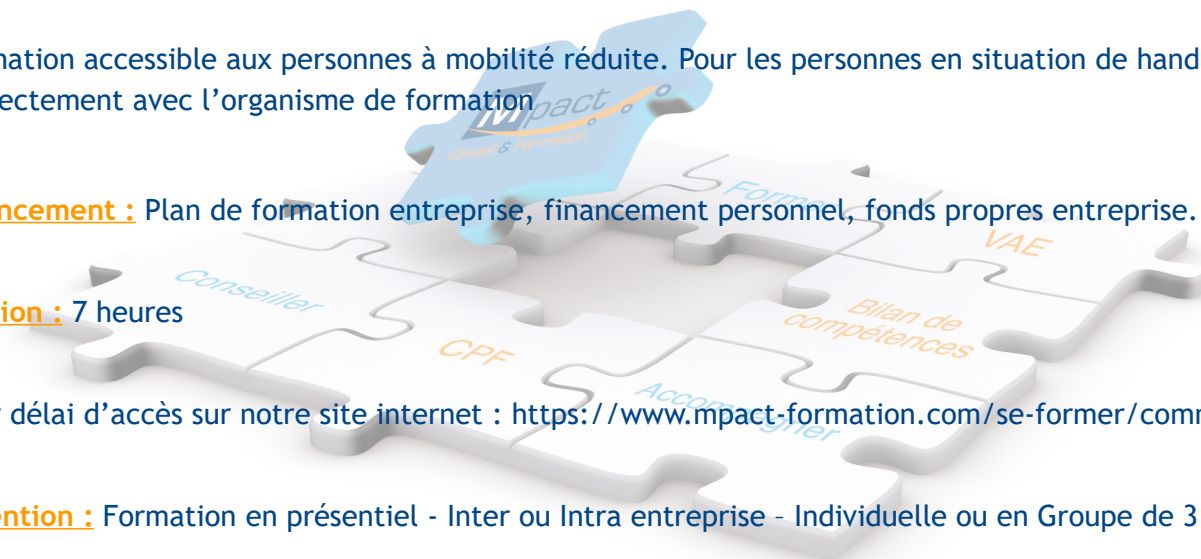 mation accessible aux personnes à mobilité réduite. Pour les personnes en situation de hand
ectement avec l'organisme de formation
Mpact
Conseil & Formation
Former
ncement : Plan de formation entreprise, financement personnel, fonds propres entreprise.
VAE
Conseiller
Bilan de
compétences
ion : 7 heures
CPF
Accompagner
r délai d'accès sur notre site internet : https://www.mpact-formation.com/se-former/comm
ention : Formation en présentiel - Inter ou Intra entreprise – Individuelle ou en Groupe de 3